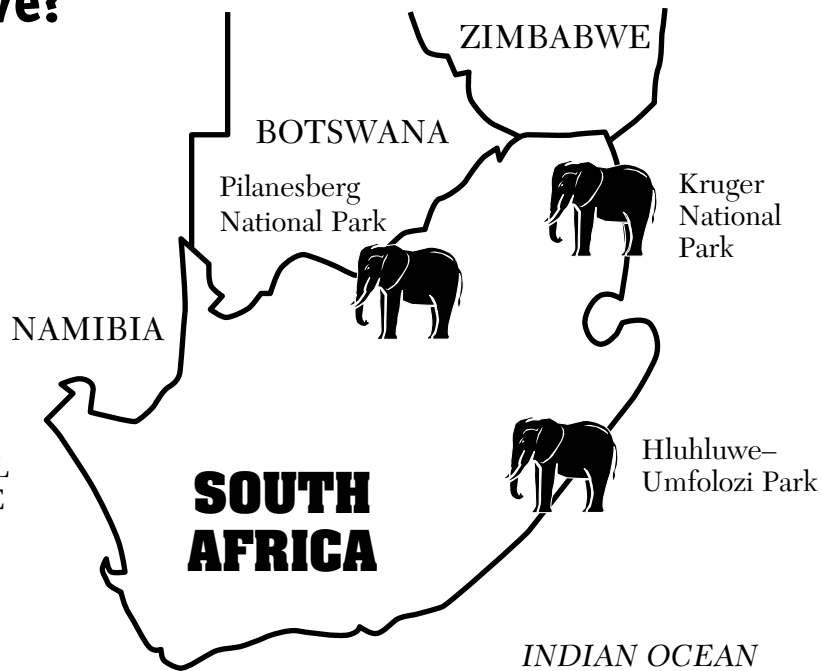 ZIMBABWE
BOTSWANA
Pilanesberg
National Park
Kruger
National
Park
NAMIBIA
Hluhluwe–
Umfolozi Park
SOUTH
AFRICA
INDIAN OCEAN